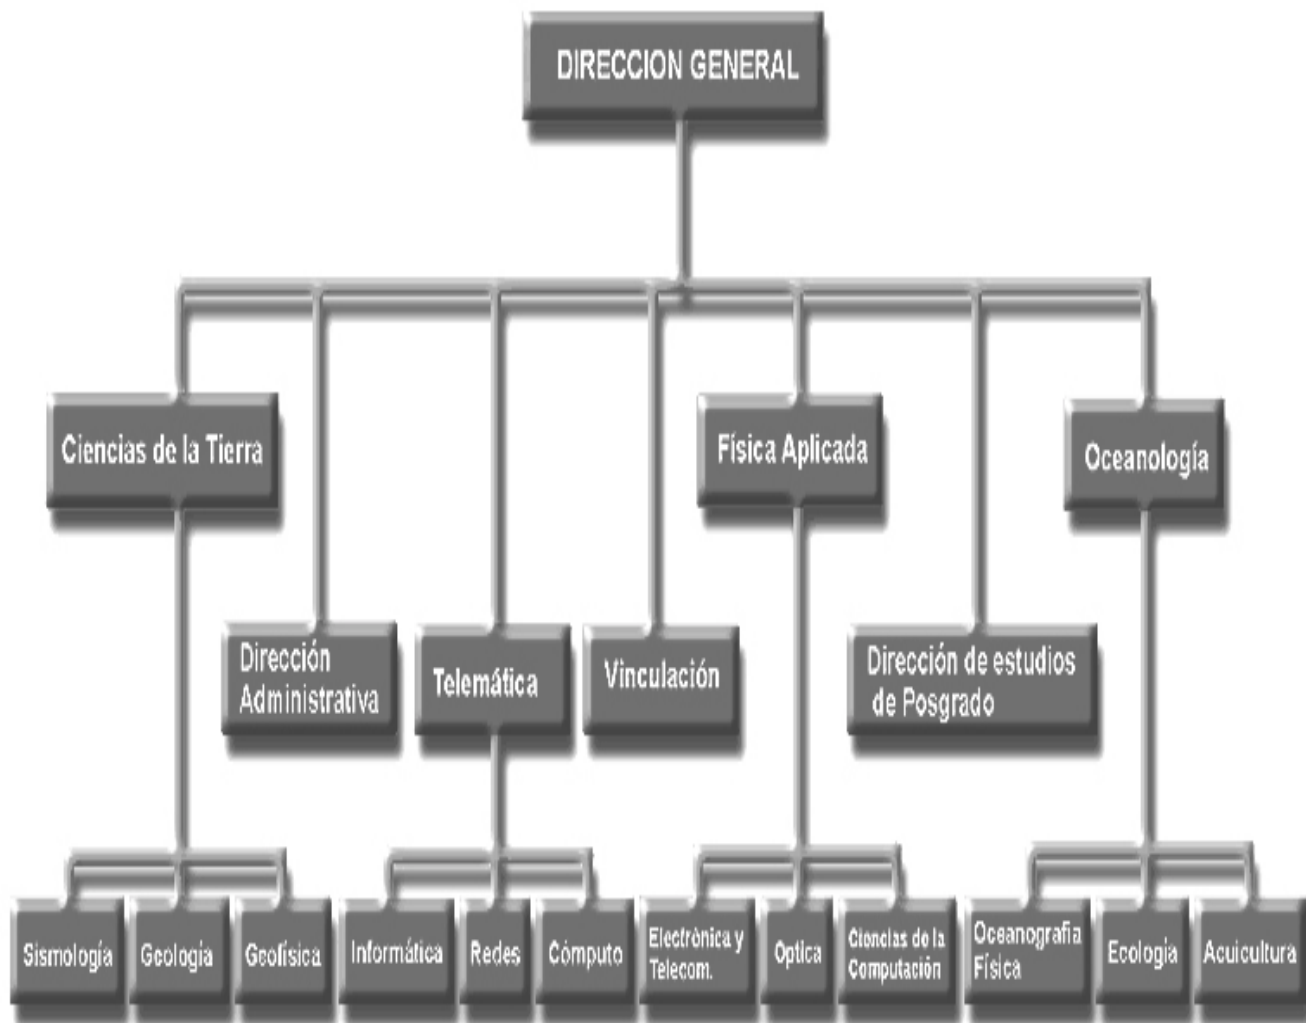 DIRECCION GENERAL
Ciencias de la Tierra
Física Aplicada
Oceanología
Dirección
Administrativa
Telemática
Vinculación
Dirección de estudios
de Posgrado
Sismología
Geología
Geofísica
Informática
Redes
Cómputo
Electrónica y
Telecom.
Optica
Ciencias de la
Computación
Oceanografia
Física
Ecología
Acuicultura